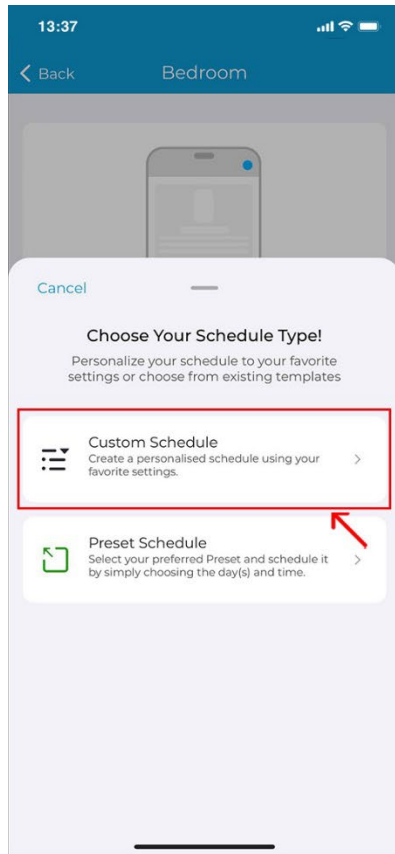 13:37
Back
Bedroom
Cancel
Choose Your Schedule Type!
Personalize your schedule to your favorite
settings or choose from existing templates
Custom Schedule
Create a personalised schedule using your
favorite settings.
Preset Schedule
Select your preferred Preset and schedule it
by simply choosing the day(s) and time.